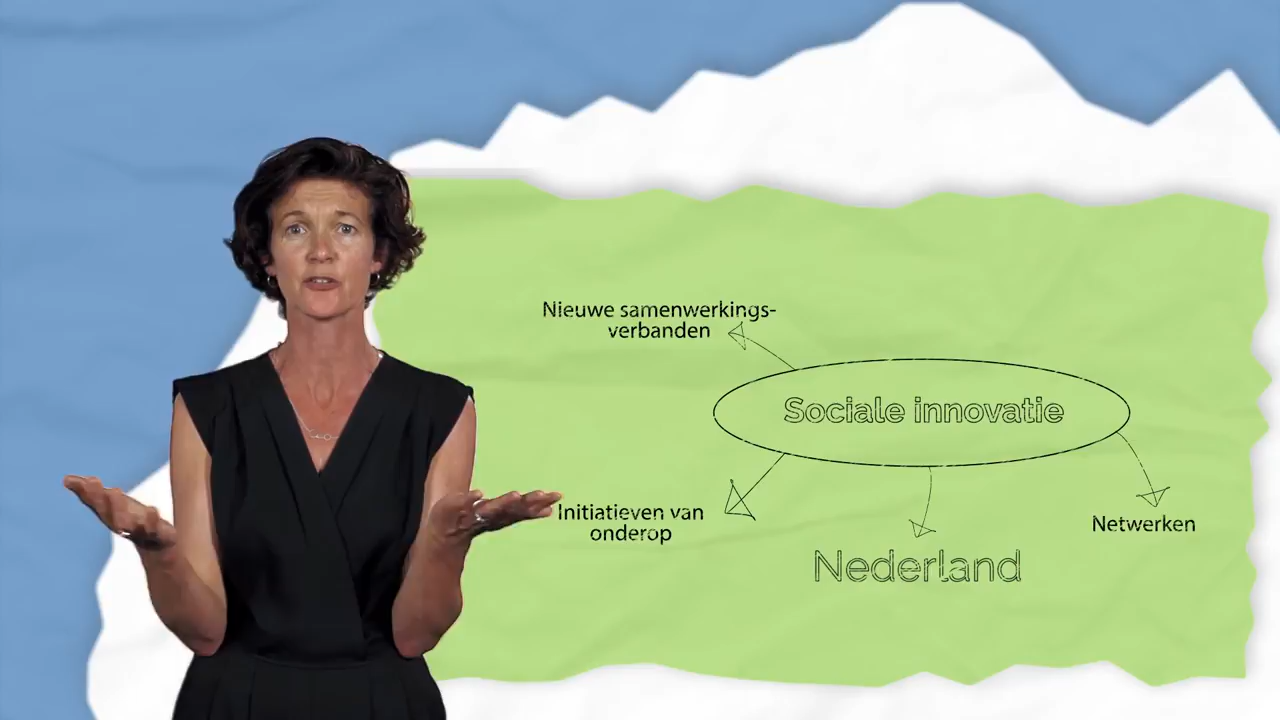 Nieuwe samenwerkings-
verbanden
Sociale innovatie
Initiatieven van
onderop
Nederland
Netwerken